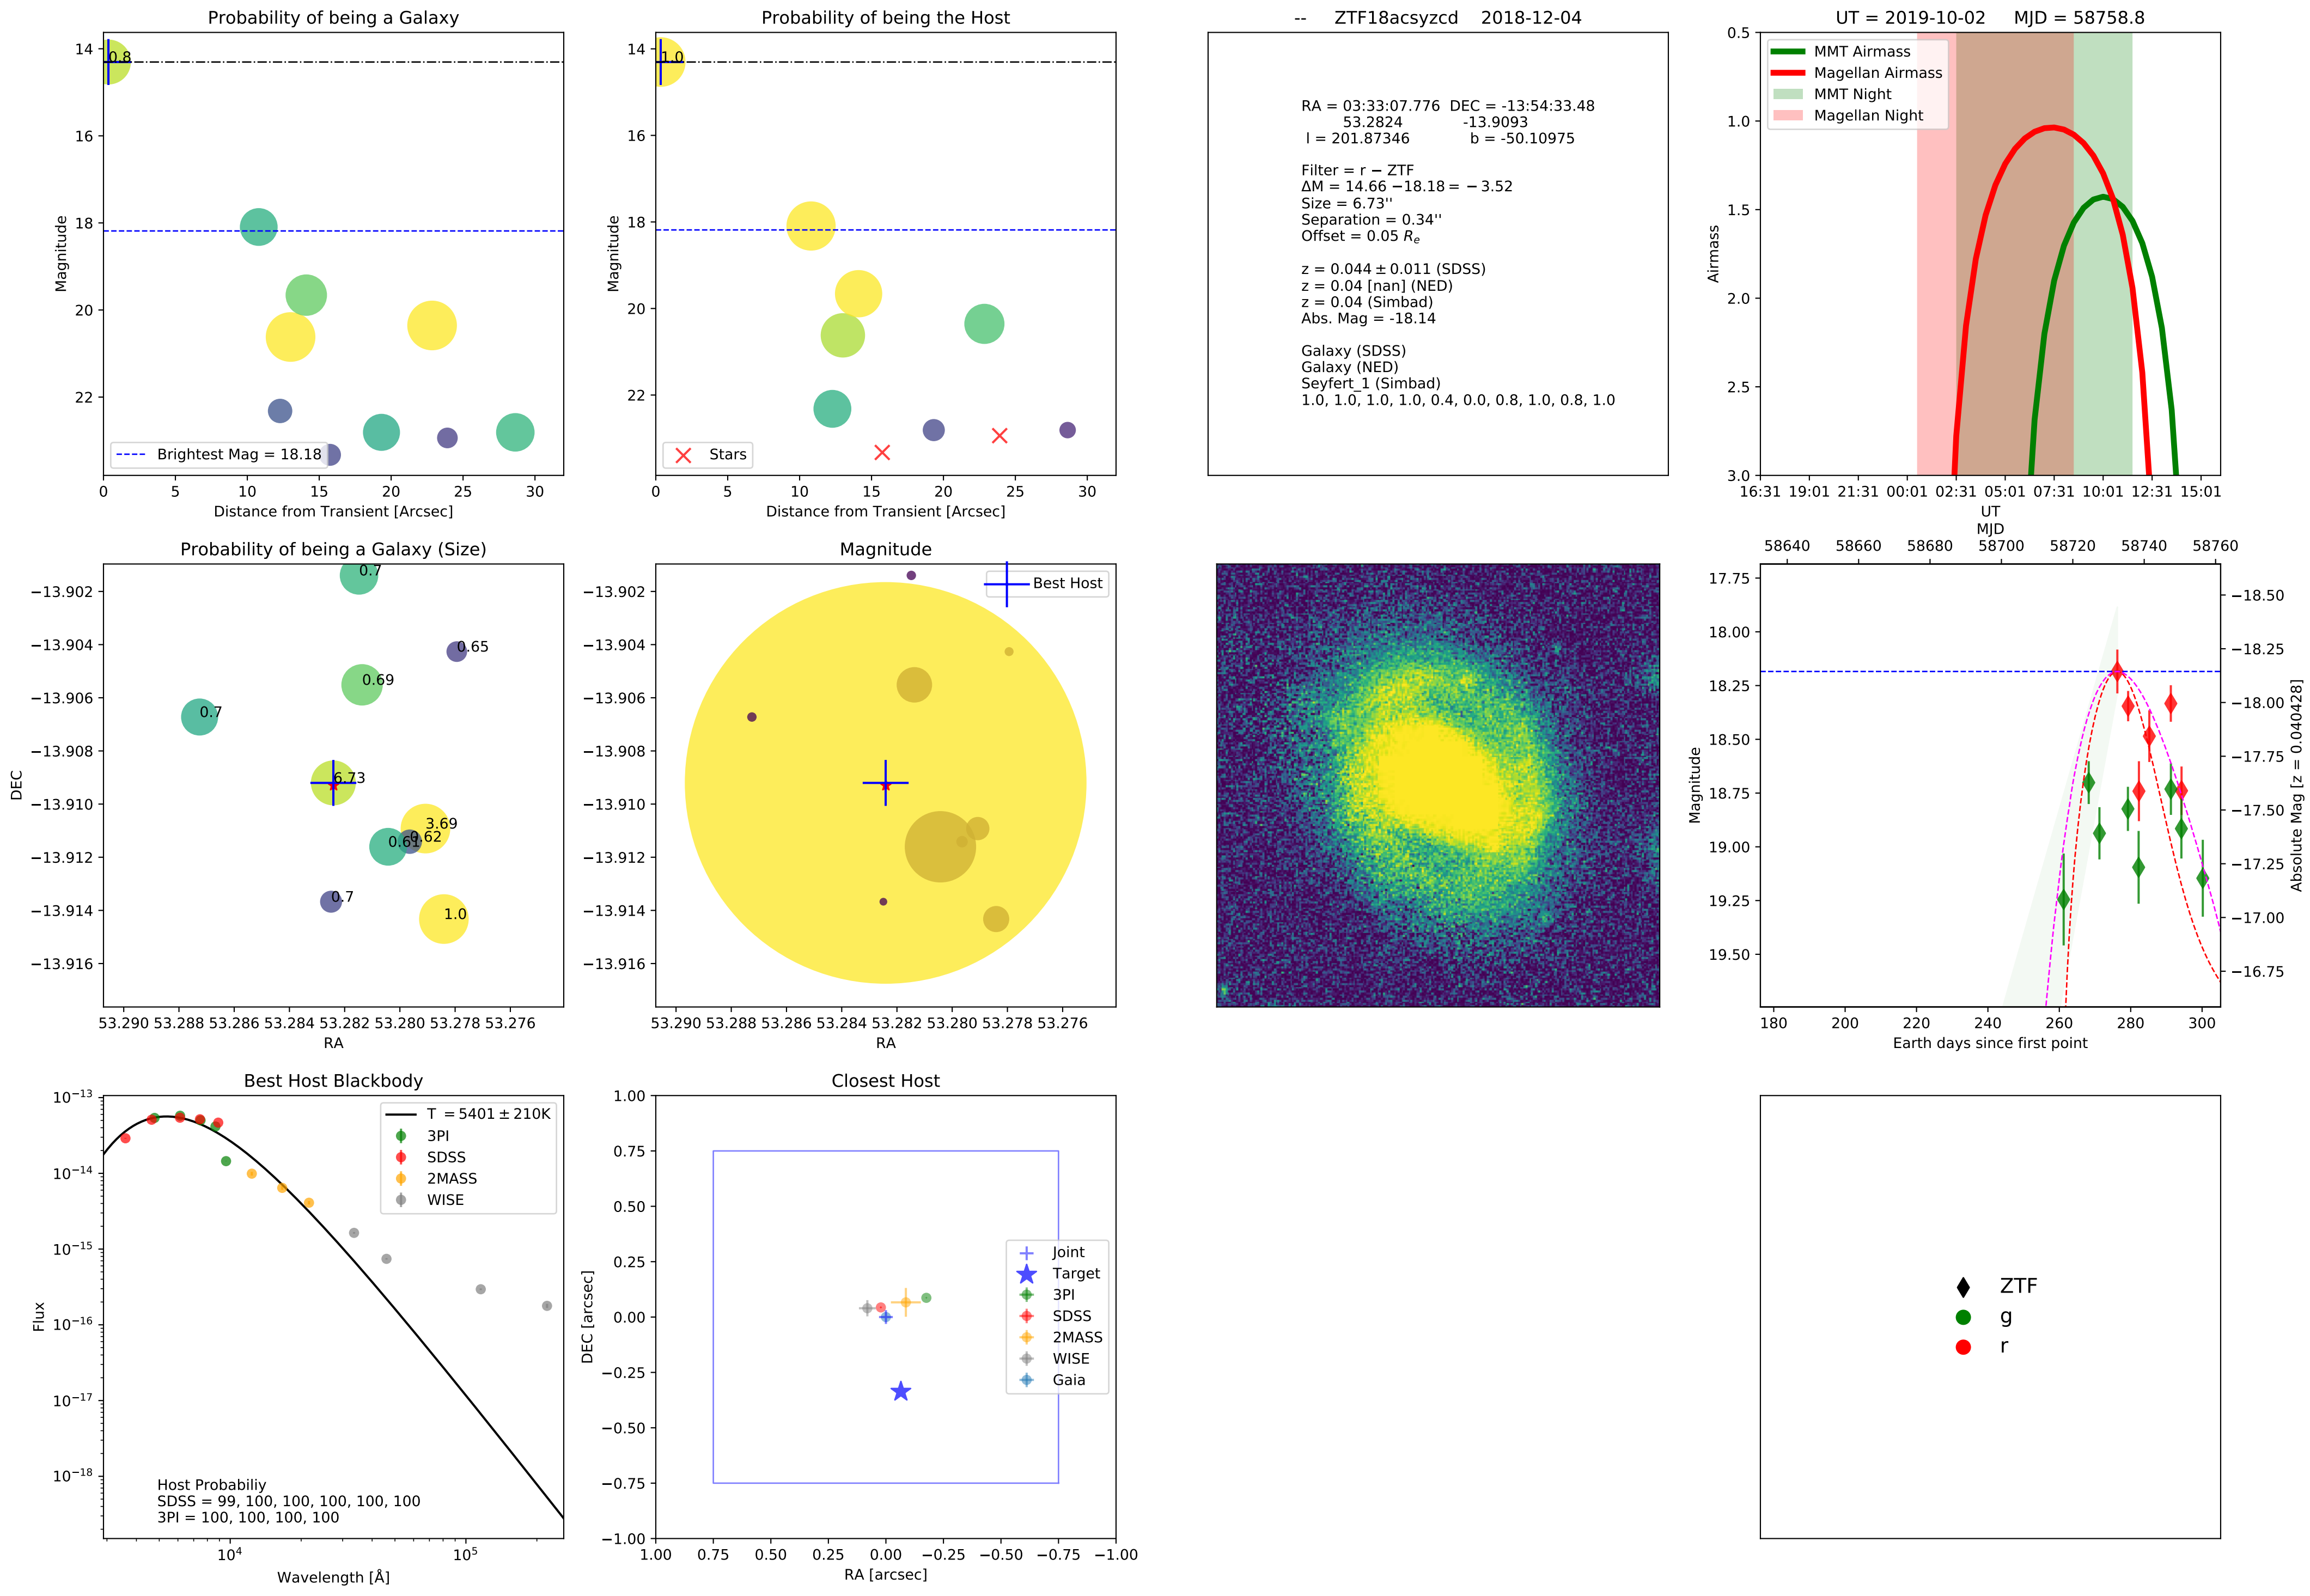 Probability of being a Galaxy
0.8
Brightest Mag = 18.18
14
16
18
20
22
Magnitude
0 5 10 15 20 25 30
Distance from Transient [Arcsec]
Probability of being the Host
1.0
Stars
14
16
18
20
22
Magnitude
0 5 10 15 20 25 30
Distance from Transient [Arcsec]
-- ZTF18acsyzcd 2018-12-04
RA = 03:33:07.776 DEC = -13:54:33.48
53.2824 -13.9093
l = 201.87346 b = -50.10975
Filter = r − ZTF
ΔM = 14.66 −18.18 = −3.52
Size = 6.73''
Separation = 0.34''
Offset = 0.05 Re
z = 0.044 ± 0.011 (SDSS)
z = 0.04 [nan] (NED)
z = 0.04 (Simbad)
Abs. Mag = -18.14
Galaxy (SDSS)
Galaxy (NED)
Seyfert_1 (Simbad)
1.0, 1.0, 1.0, 1.0, 0.4, 0.0, 0.8, 1.0, 0.8, 1.0
UT = 2019-10-02 MJD = 58758.8
MMT Airmass
Magellan Airmass
MMT Night
Magellan Night
0.5
1.0
1.5
2.0
2.5
3.0
Airmass
16:31 19:01 21:31 00:01 02:31 05:01 07:31 10:01 12:31 15:01
UT
Probability of being a Galaxy (Size)
0.7
0.65
0.69
0.7
6.73
3.69
0.62
0.61
0.7
1.0
−13.902
−13.904
−13.906
−13.908
−13.910
−13.912
−13.914
−13.916
DEC
53.290 53.288 53.286 53.284 53.282 53.280 53.278 53.276
RA
Magnitude
Best Host
−13.902
−13.904
−13.906
−13.908
−13.910
−13.912
−13.914
−13.916
53.290 53.288 53.286 53.284 53.282 53.280 53.278 53.276
RA
MJD
58640 58660 58680 58700 58720 58740 58760
17.75
18.00
18.25
18.50
18.75
19.00
19.25
19.50
Magnitude
−18.50
−18.25
−18.00
−17.75
−17.50
−17.25
−17.00
−16.75
Absolute Mag [z = 0.040428]
180 200 220 240 260 280 300
Earth days since first point
Best Host Blackbody
T = 5401 ± 210K
3PI
SDSS
2MASS
WISE
Host Probabiliy
SDSS = 99, 100, 100, 100, 100, 100
3PI = 100, 100, 100, 100
10−13
10−14
10−15
10−16
10−17
10−18
Flux
104 105
Wavelength [Å]
Closest Host
Joint
Target
3PI
SDSS
2MASS
WISE
Gaia
1.00
0.75
0.50
0.25
0.00
−0.25
−0.50
−0.75
−1.00
DEC [arcsec]
1.00 0.75 0.50 0.25 0.00 −0.25 −0.50 −0.75 −1.00
RA [arcsec]
ZTF
g
r